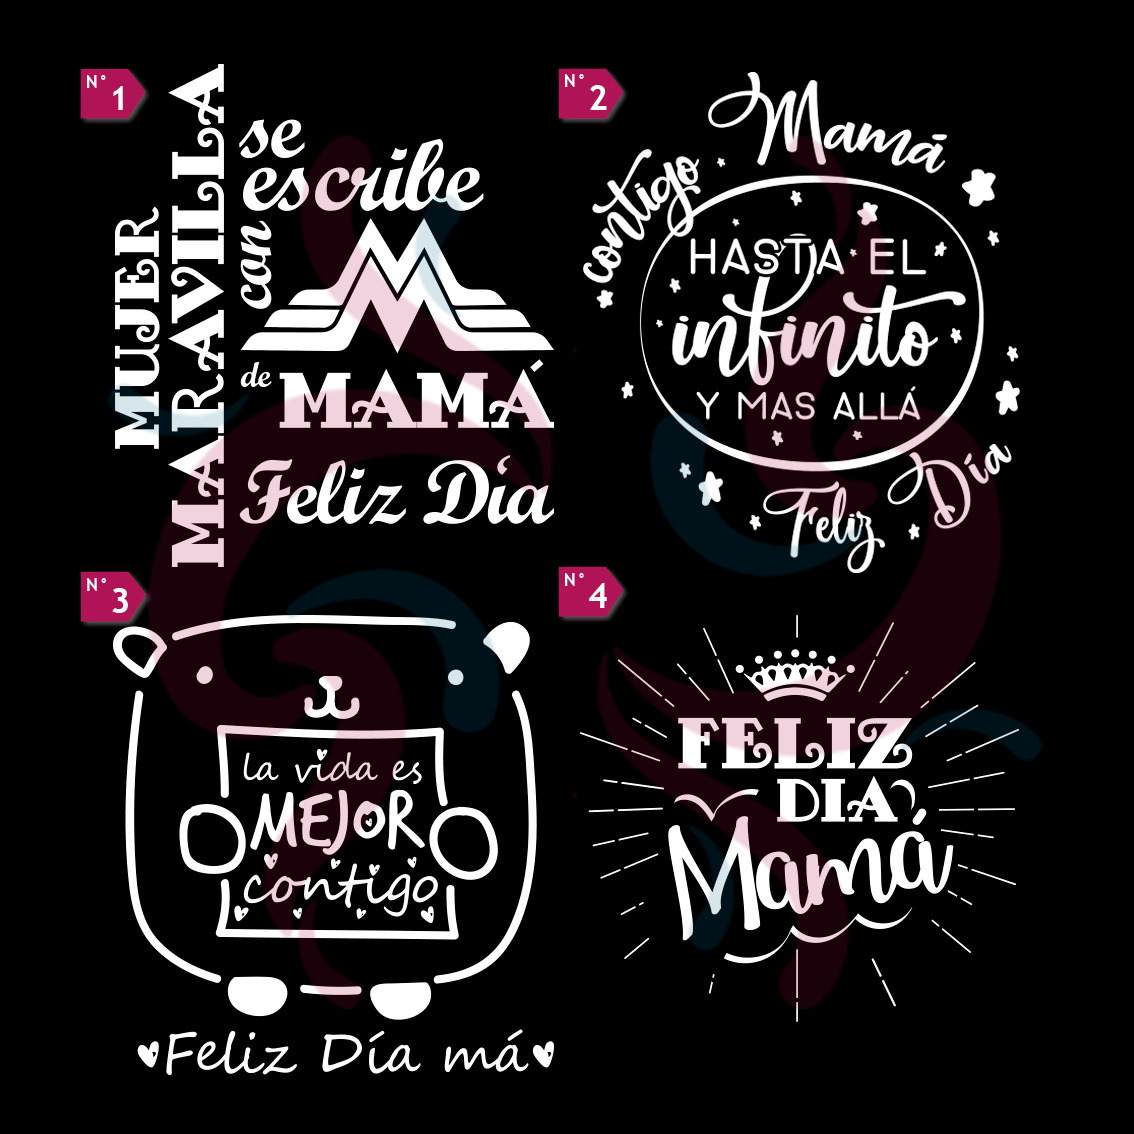 N° 1
MUJER
MARAVILLA
se
escribe
con
de MAMÁ
Feliz Día
N° 2
Mamá
contigo
HASTA EL
infinito
Y MAS ALLÁ
Feliz Día
N° 3
la vida es
MEJOR
contigo
Feliz Día má
N° 4
FELIZ
DIA
Mamá